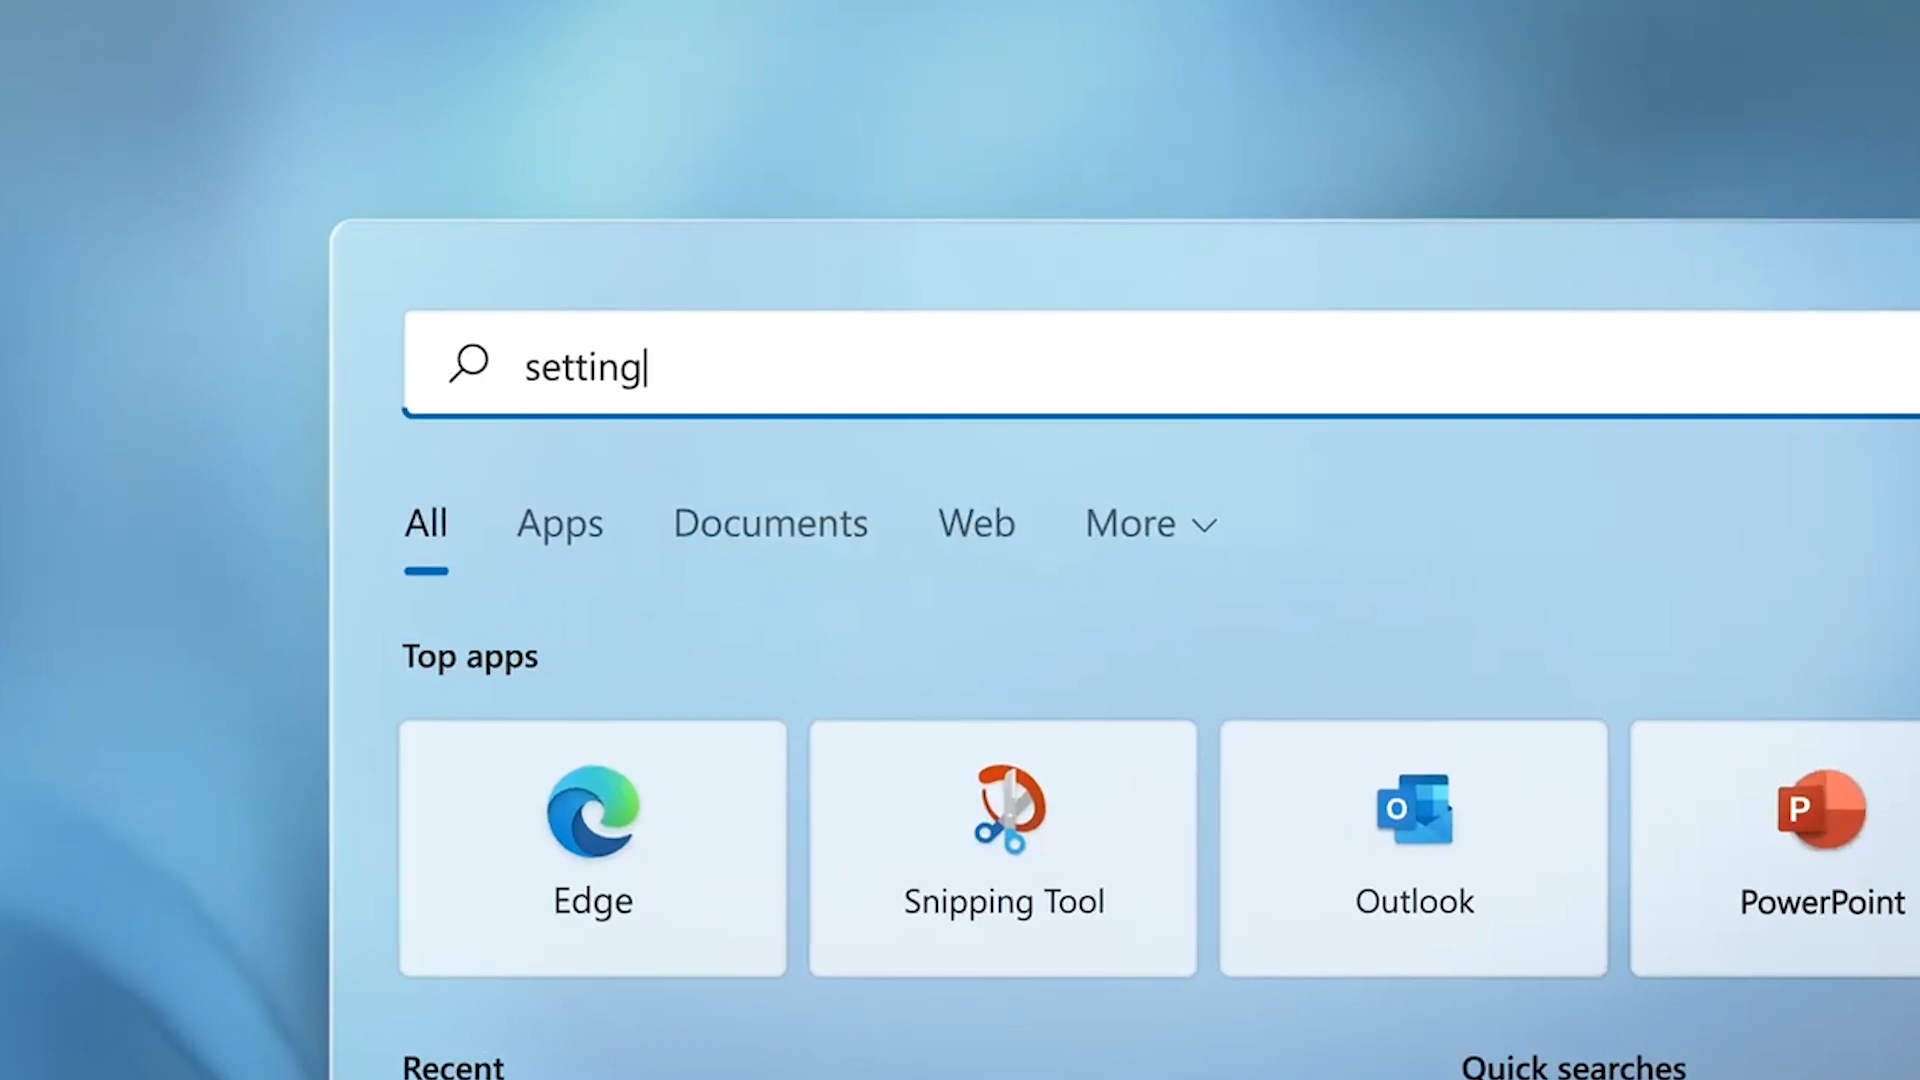 setting
All Apps Documents Web More
Top apps
Edge Snipping Tool Outlook PowerPoint
Recent Quick searches